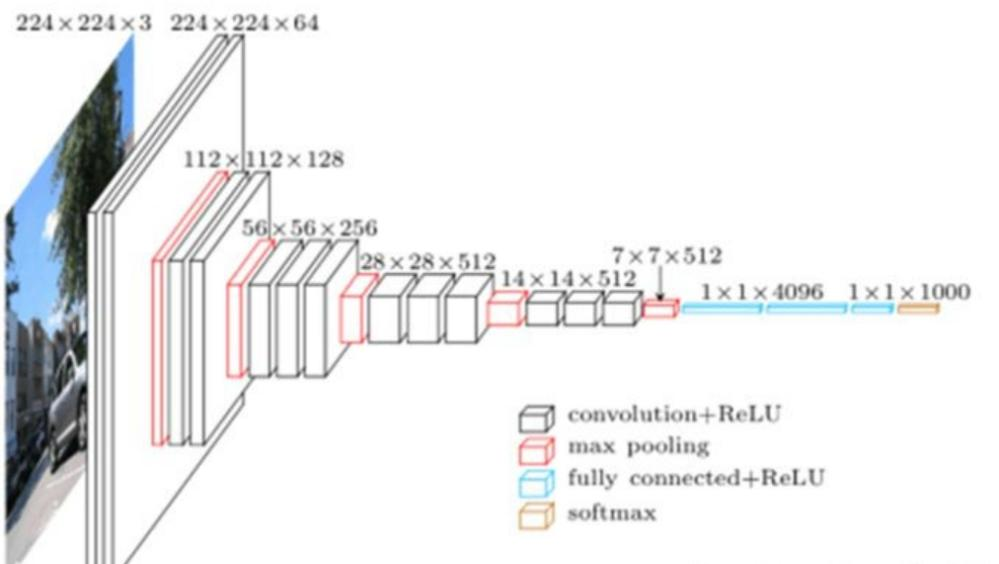 224×224×3
224×224×64
112×112×128
56×56×256
28×28×512
14×14×512
7×7×512
1×1×4096
1×1×1000
convolution+ReLU
max pooling
fully connected+ReLU
softmax